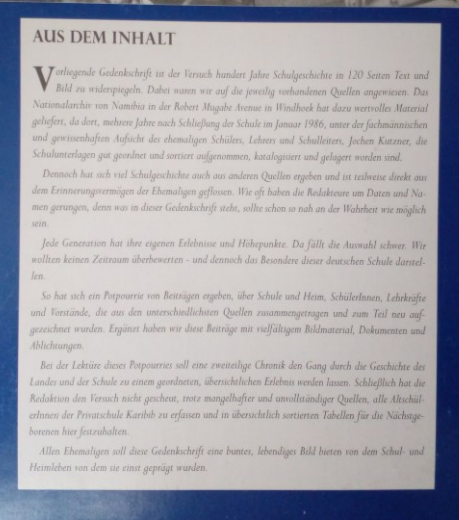 AUS DEM INHALT
Vorliegende Gedenkschrift ist der Versuch hundert Jahre Schulgeschichte in 120 Seiten Text und
Bild zu widerspiegeln. Dabei waren wir auf die jeweilig vorhandenen Quellen angewiesen. Das
Nationalarchiv von Namibia in der Robert Mugabe Avenue in Windhoek hat dazu wertvolles Material
geliefert, da dort, mehrere Jahre nach Schließung der Schule im Januar 1986, unter der fachmännischen
und gewissenhaften Aufsicht des ehemaligen Schülers, Lehrers und Schulleiters, Jochen Kutzner, die
Schulunterlagen gut geordnet und sortiert aufgenommen, katalogisiert und gelagert worden sind.
Dennoch hat sich viel Schulgeschichte auch aus anderen Quellen ergeben und ist teilweise direkt aus
dem Erinnerungsvermögen der Ehemaligen geflossen. Wie oft haben die Redakteure um Daten und Na-
men gerungen, denn was in dieser Gedenkschrift steht, sollte schon so nah an der Wahrheit wie möglich
sein.
Jede Generation hat ihre eigenen Erlebnisse und Höhepunkte. Da fällt die Auswahl schwer. Wir
wollten keinen Zeitraum überbewerten - und dennoch das Besondere dieser deutschen Schule darstel-
len.
So hat sich ein Potpourrie von Beiträgen ergeben, über Schule und Heim, SchülerInnen, Lehrkräfte
und Vorstände, die aus den unterschiedlichsten Quellen zusammengetragen und zum Teil neu auf-
gezeichnet wurden. Ergänzt haben wir diese Beiträge mit vielfältigem Bildmaterial, Dokumenten und
Ablichtungen.
Bei der Lektüre dieses Potpourries soll eine zweiteilige Chronik den Gang durch die Geschichte des
Landes und der Schule zu einem geordneten, übersichtlichen Erlebnis werden lassen. Schließlich hat die
Redaktion den Versuch nicht gescheut, trotz mangelhafter und unvollständiger Quellen, alle Altschül-
erInnen der Privatschule Karibib zu erfassen und in übersichtlich sortierten Tabellen für die Nächstge-
borenen hier festzuhalten.
Allen Ehemaligen soll diese Gedenkschrift eine buntes, lebendiges Bild bieten von dem Schul- und
Heimleben von dem sie einst geprägt wurden.